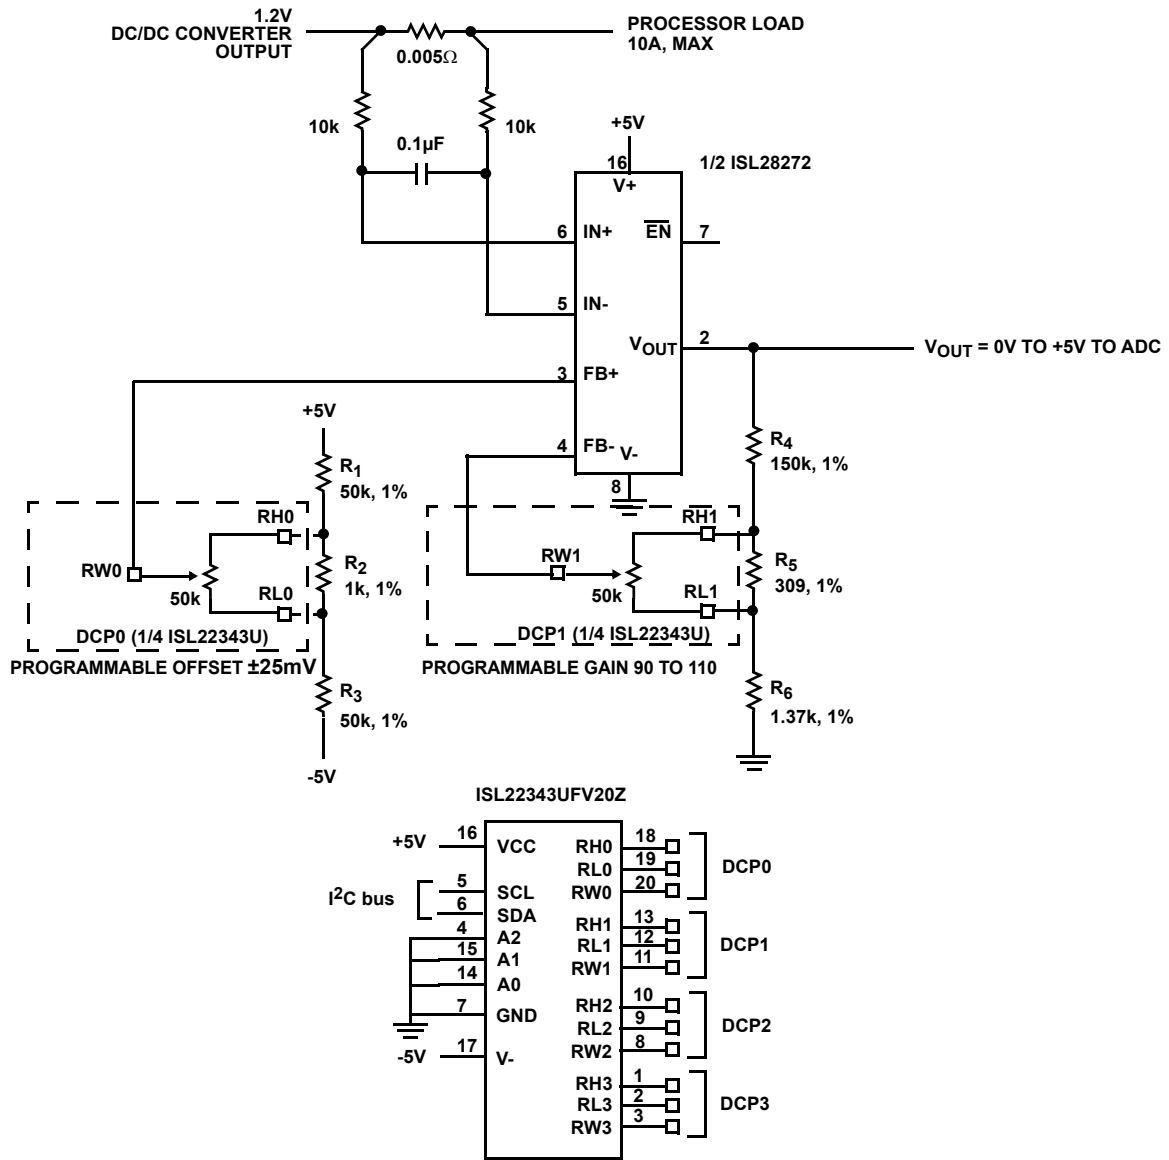 1.2V
DC/DC CONVERTER
OUTPUT
0.005Ω
PROCESSOR LOAD
10A, MAX
10k
10k
0.1µF
+5V
16
V+
1/2 ISL28272
6
IN+
EN
7
5
IN-
VOUT
2
VOUT = 0V TO +5V TO ADC
3
FB+
4
FB-
V-
8
+5V
R1
50k, 1%
RH0
R2
1k, 1%
RW0
50k
RL0
DCP0 (1/4 ISL22343U)
PROGRAMMABLE OFFSET ±25mV
R3
50k, 1%
-5V
R4
150k, 1%
RH1
RW1
R5
309, 1%
50k
RL1
DCP1 (1/4 ISL22343U)
PROGRAMMABLE GAIN 90 TO 110
R6
1.37k, 1%
ISL22343UFV20Z
+5V
16
VCC
I2C bus
5
SCL
6
SDA
4
A2
15
A1
14
A0
7
GND
-5V
17
V-
RH0
18
RL0
19
RW0
20
DCP0
RH1
13
RL1
12
RW1
11
DCP1
RH2
10
RL2
9
RW2
8
DCP2
RH3
1
RL3
2
RW3
3
DCP3